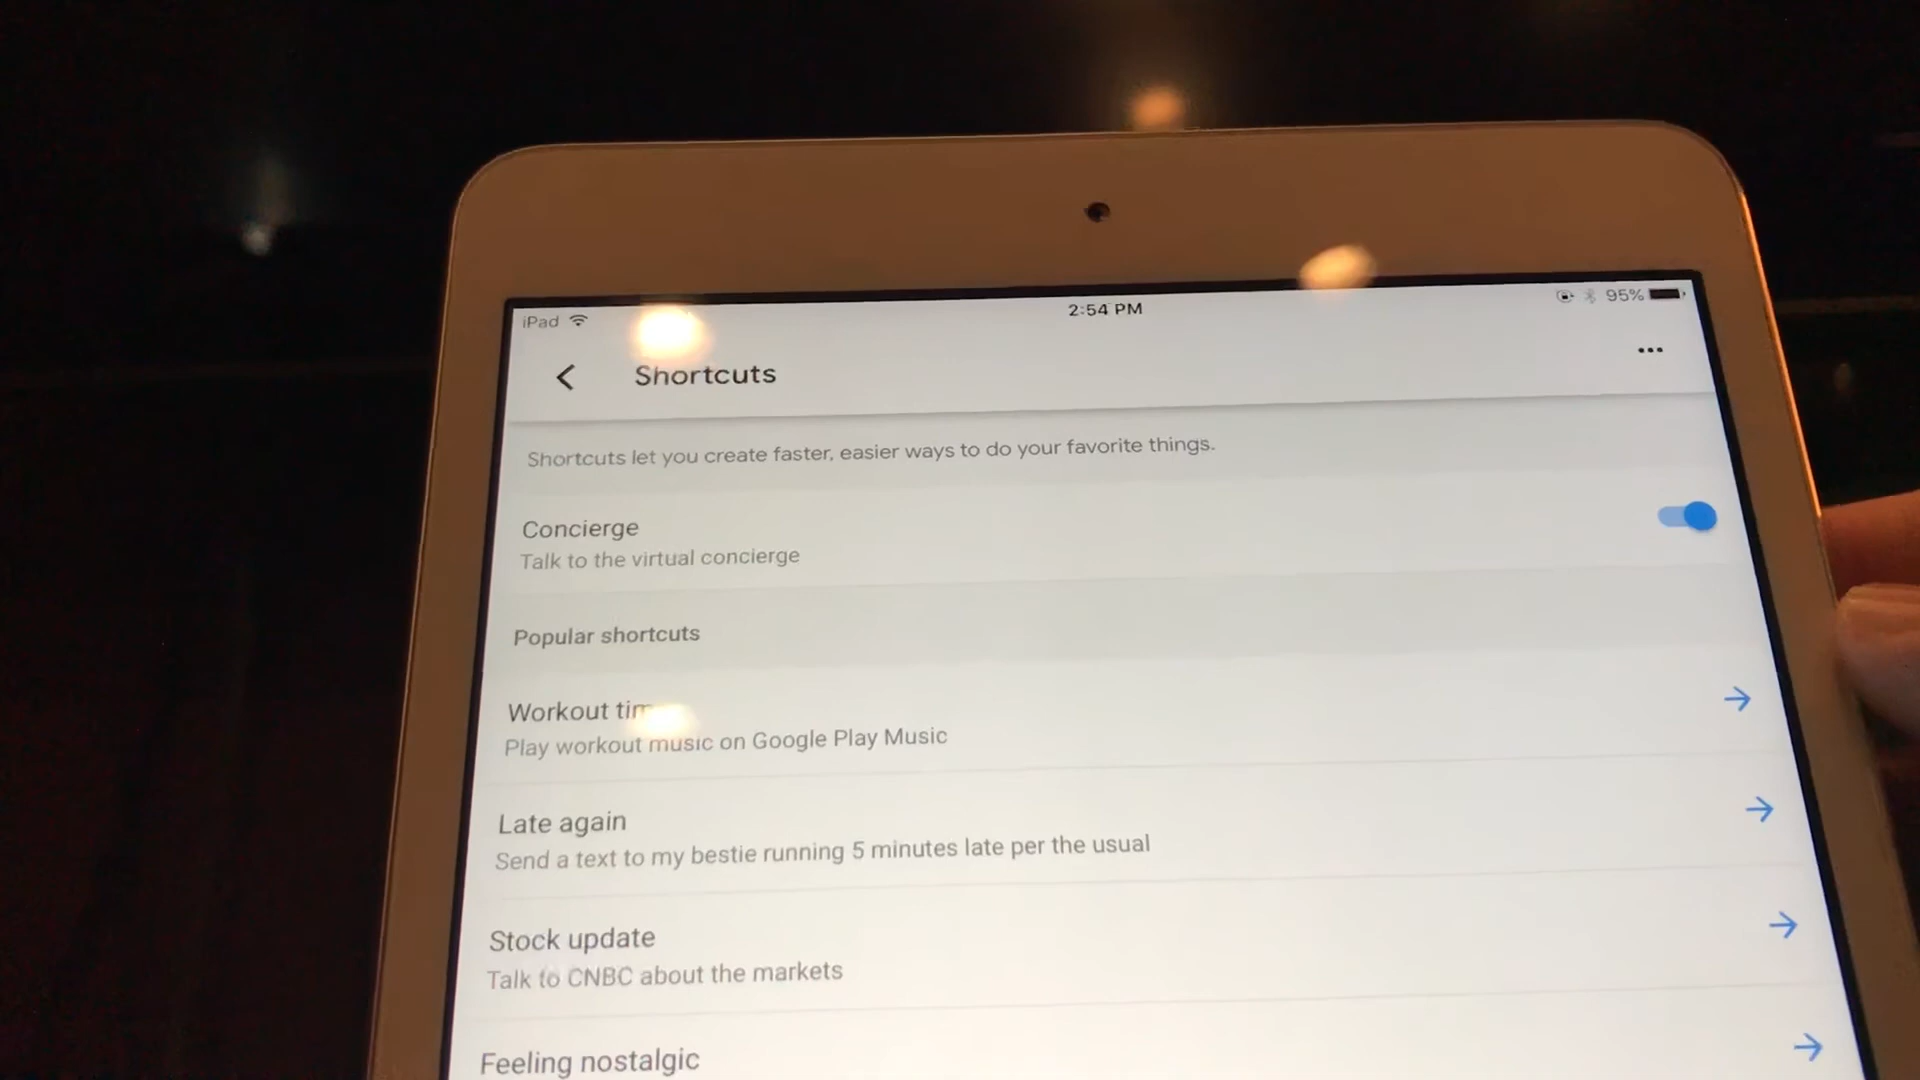 iPad 2:54 PM 95%
Shortcuts
Shortcuts let you create faster, easier ways to do your favorite things.
Concierge
Talk to the virtual concierge
Popular shortcuts
Workout
Play workout music on Google Play Music
Late again
Send a text to my bestie running 5 minutes late per the usual
Stock update
Talk to CNBC about the markets
Feeling nostalgic